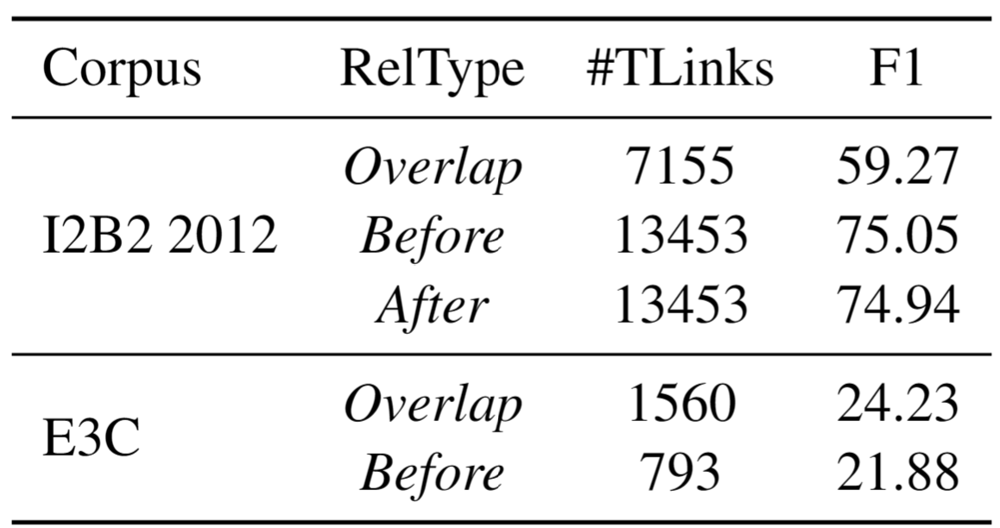 Corpus RelType #TLinks F1
Overlap 7155 59.27
I2B2 2012 Before 13453 75.05
After 13453 74.94
Overlap 1560 24.23
E3C
Before 793 21.88